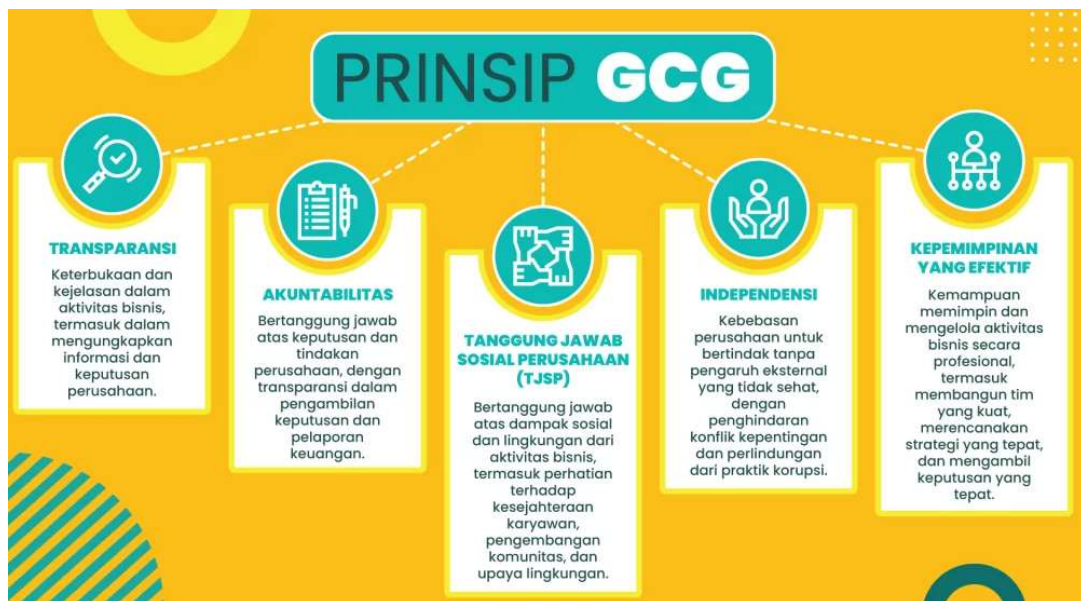 PRINSIP GCG
TRANSPARANSI
Keterbukaan dan
kejelasan dalam
aktivitas bisnis,
termasuk dalam
mengungkapkan
informasi dan
keputusan
perusahaan.
AKUNTABILITAS
Bertanggung jawab
atas keputusan dan
tindakan
perusahaan, dengan
transparansi dalam
pengambilan
keputusan dan
pelaporan
keuangan.
TANGGUNG JAWAB
SOSIAL PERUSAHAAN
(TJSP)
Bertanggung jawab
atas dampak sosial
dan lingkungan dari
aktivitas bisnis,
termasuk perhatian
terhadap
kesejahteraan
karyawan,
pengembangan
komunitas, dan
upaya lingkungan.
INDEPENDENSI
Kebebasan
perusahaan untuk
bertindak tanpa
pengaruh eksternal
yang tidak sehat,
dengan
penghindaran
konflik kepentingan
dan perlindungan
dari praktik korupsi.
KEPEMIMPINAN
YANG EFEKTIF
Kemampuan
memimpin dan
mengelola aktivitas
bisnis secara
profesional,
termasuk
membangun tim
yang kuat,
merencanakan
strategi yang tepat,
dan mengambil
keputusan yang
tepat.